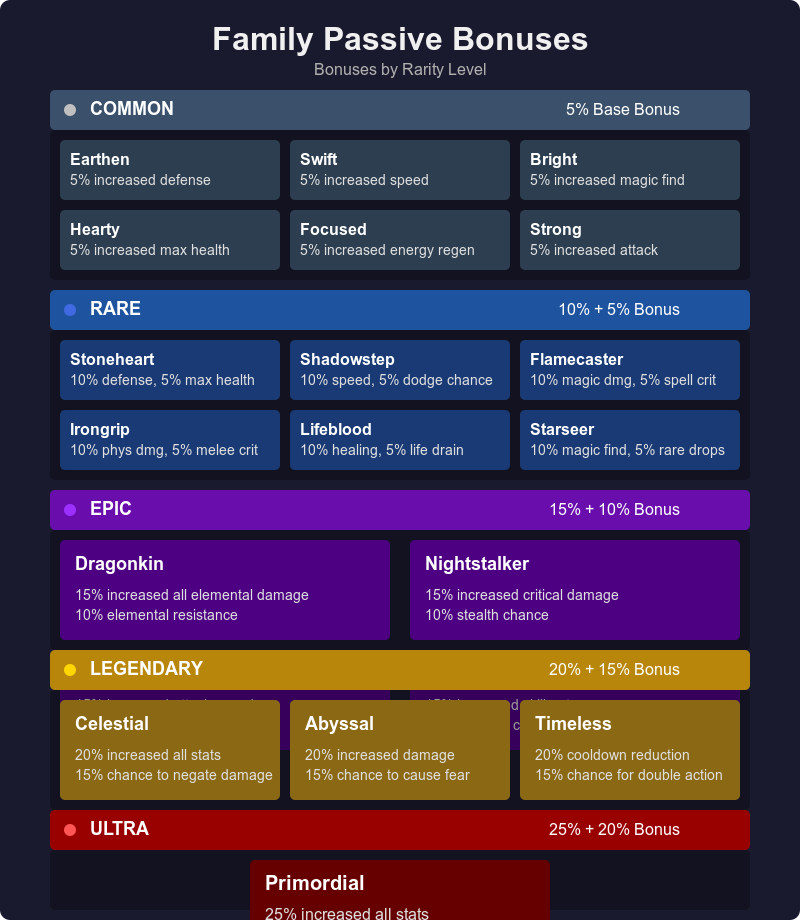 Family Passive Bonuses
Bonuses by Rarity Level
COMMON 5% Base Bonus
Earthen Swift Bright
5% increased defense 5% increased speed 5% increased magic find
Hearty Focused Strong
5% increased max health 5% increased energy regen 5% increased attack
RARE 10% + 5% Bonus
Stoneheart Shadowstep Flamecaster
10% defense, 5% max health 10% speed, 5% dodge chance 10% magic dmg, 5% spell crit
Irongrip Lifeblood Starseer
10% phys dmg, 5% melee crit 10% healing, 5% life drain 10% magic find, 5% rare drops
EPIC 15% + 10% Bonus
Dragonkin Nightstalker
15% increased all elemental damage 15% increased critical damage
10% elemental resistance 10% stealth chance
LEGENDARY 20% + 15% Bonus
Celestial Abyssal Timeless
20% increased all stats 20% increased damage 20% cooldown reduction
15% chance to negate damage 15% chance to cause fear 15% chance for double action
ULTRA 25% + 20% Bonus
Primordial
25% increased all stats